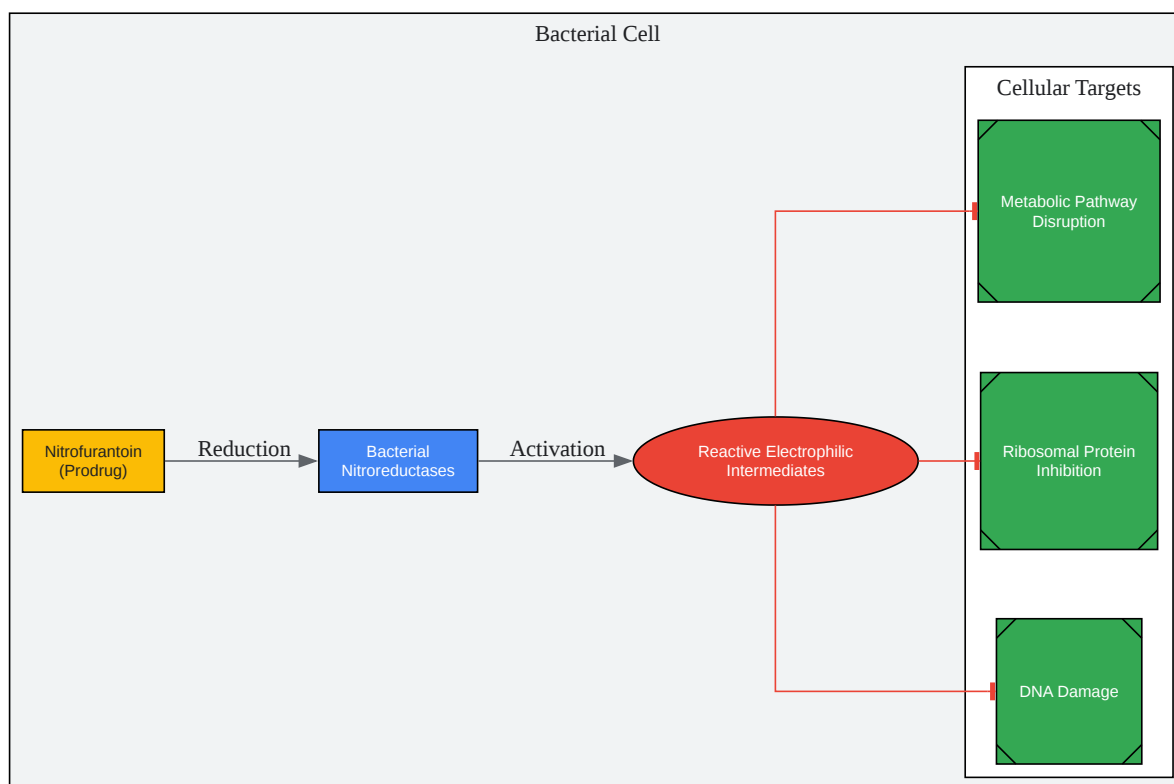 Bacterial Cell
Cellular Targets
Metabolic Pathway
Disruption
Nitrofurantoin
(Prodrug)
Reduction
Bacterial
Nitroreductases
Activation
Reactive Electrophilic
Intermediates
Ribosomal Protein
Inhibition
DNA Damage